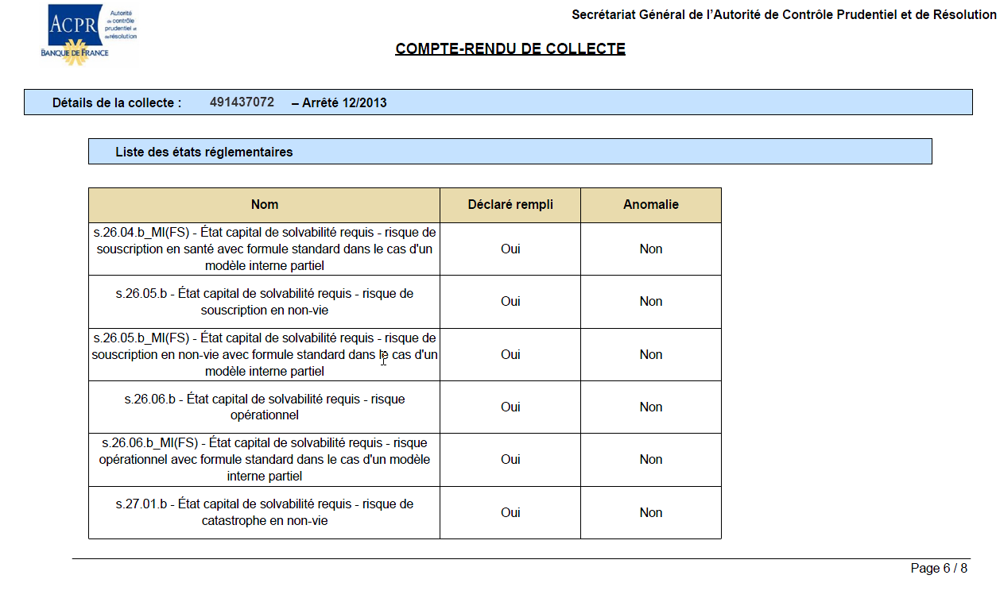 ACPR
Autorité
de contrôle
prudentiel et
de résolution
BANQUE DE FRANCE
Secrétariat Général de l'Autorité de Contrôle Prudentiel et de Résolution
COMPTE-RENDU DE COLLECTE
Détails de la collecte : 491437072 – Arrêté 12/2013
Liste des états réglementaires
Nom Déclaré rempli Anomalie
s.26.04.b_MI(FS) - État capital de solvabilité requis - risque de
souscription en santé avec formule standard dans le cas d'un
modèle interne partiel
Oui Non
s.26.05.b - État capital de solvabilité requis - risque de
souscription en non-vie
Oui Non
s.26.05.b_MI(FS) - État capital de solvabilité requis - risque de
souscription en non-vie avec formule standard dans le cas d'un
modèle interne partiel
Oui Non
s.26.06.b - État capital de solvabilité requis - risque
opérationnel
Oui Non
s.26.06.b_MI(FS) - État capital de solvabilité requis - risque
opérationnel avec formule standard dans le cas d'un modèle
interne partiel
Oui Non
s.27.01.b - État capital de solvabilité requis - risque de
catastrophe en non-vie
Oui Non
Page 6 / 8